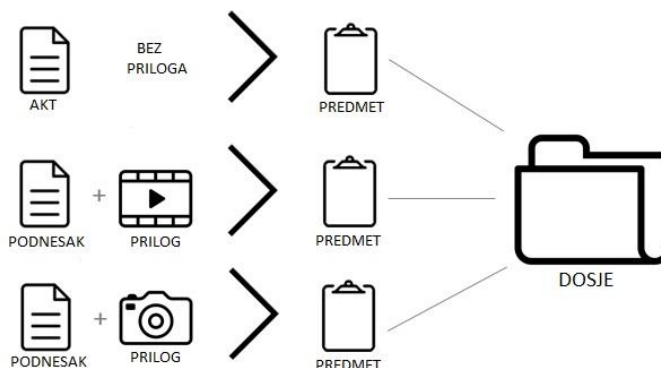 BEZ
PRILOGA
AKT
PREDMET
+
PODNESAK
PRILOG
PREDMET
DOSJE
+
PODNESAK
PRILOG
PREDMET